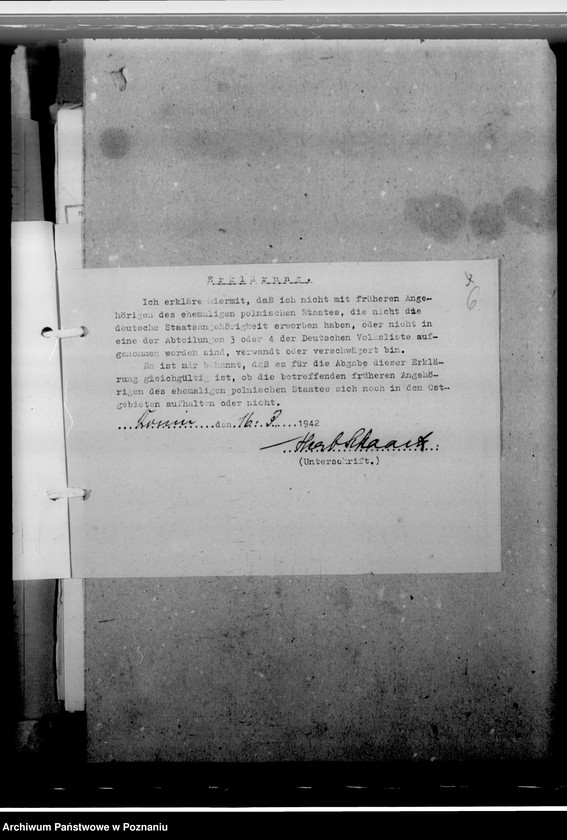 6
Erklärung.
Ich erkläre hiermit, daß ich nicht mit früheren Ange-
hörigen des ehemaligen polnischen Staates, die nicht die
deutsche Staatsangehörigkeit erworben haben, oder nicht in
eine der Abteilungen 3 oder 4 der Deutschen Volksliste auf-
genommen worden sind, verwandt oder verschwägert bin.
Es ist mir bekannt, daß es für die Abgabe dieser Erklä-
rung gleichgültig ist, ob die betreffenden früheren Angehö-
rigen des ehemaligen polnischen Staates sich noch in den Ost-
gebieten aufhalten oder nicht.
den 16. 3. 1942
(Unterschrift.)
Archiwum Państwowe w Poznaniu